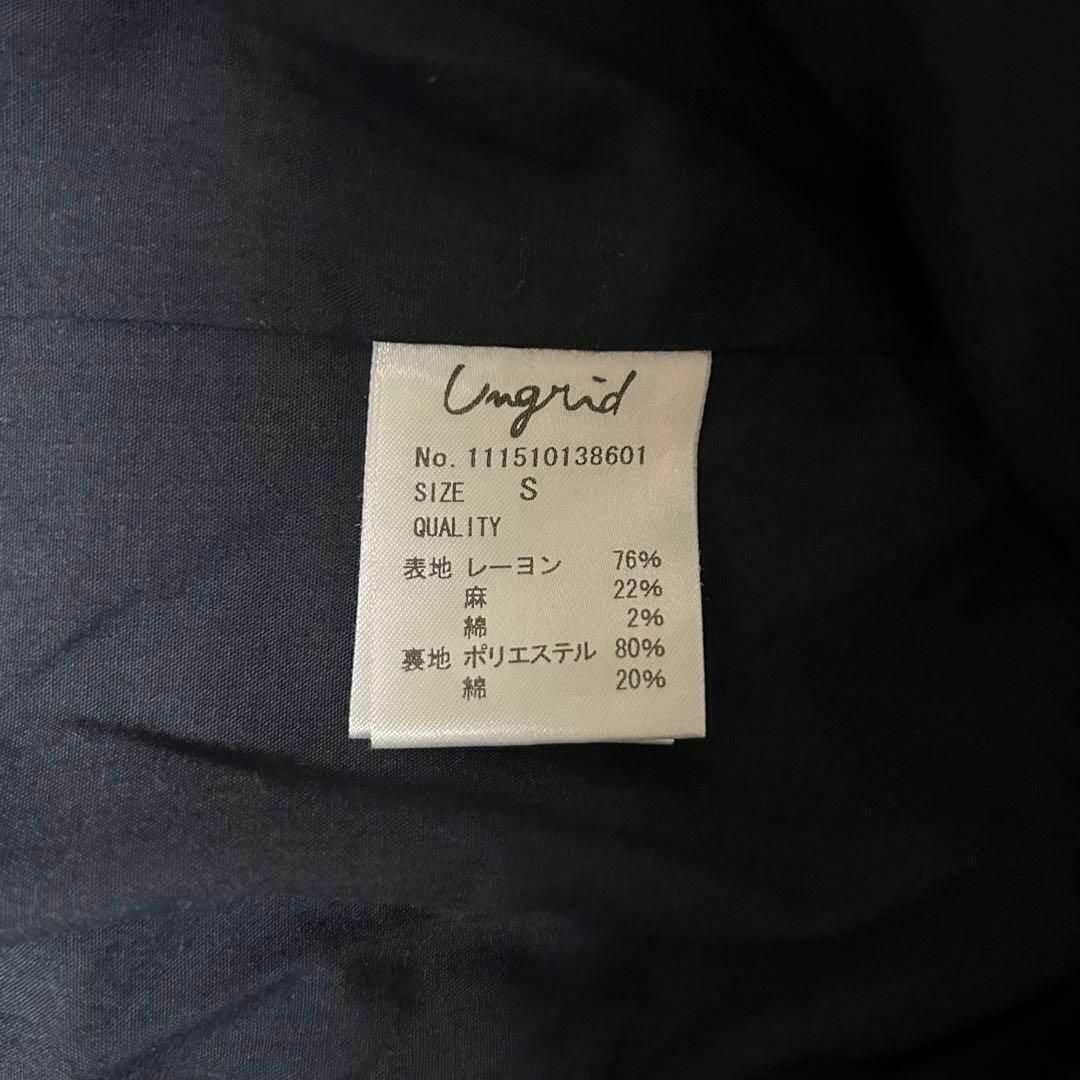 Ungrid
No. 111510138601
SIZE S
QUALITY
表地 レーヨン 76%
麻 22%
綿 2%
裏地 ポリエステル 80%
綿 20%